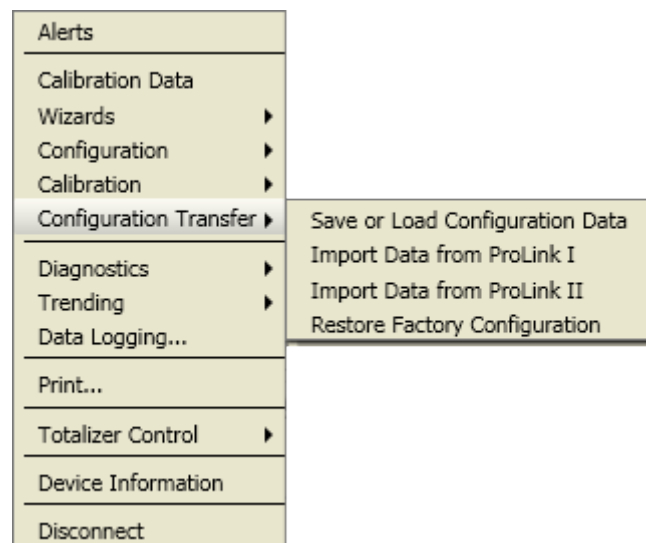 Alerts
Calibration Data
Wizards
Configuration
Calibration
Configuration Transfer
Save or Load Configuration Data
Import Data from ProLink I
Import Data from ProLink II
Restore Factory Configuration
Diagnostics
Trending
Data Logging...
Print...
Totalizer Control
Device Information
Disconnect